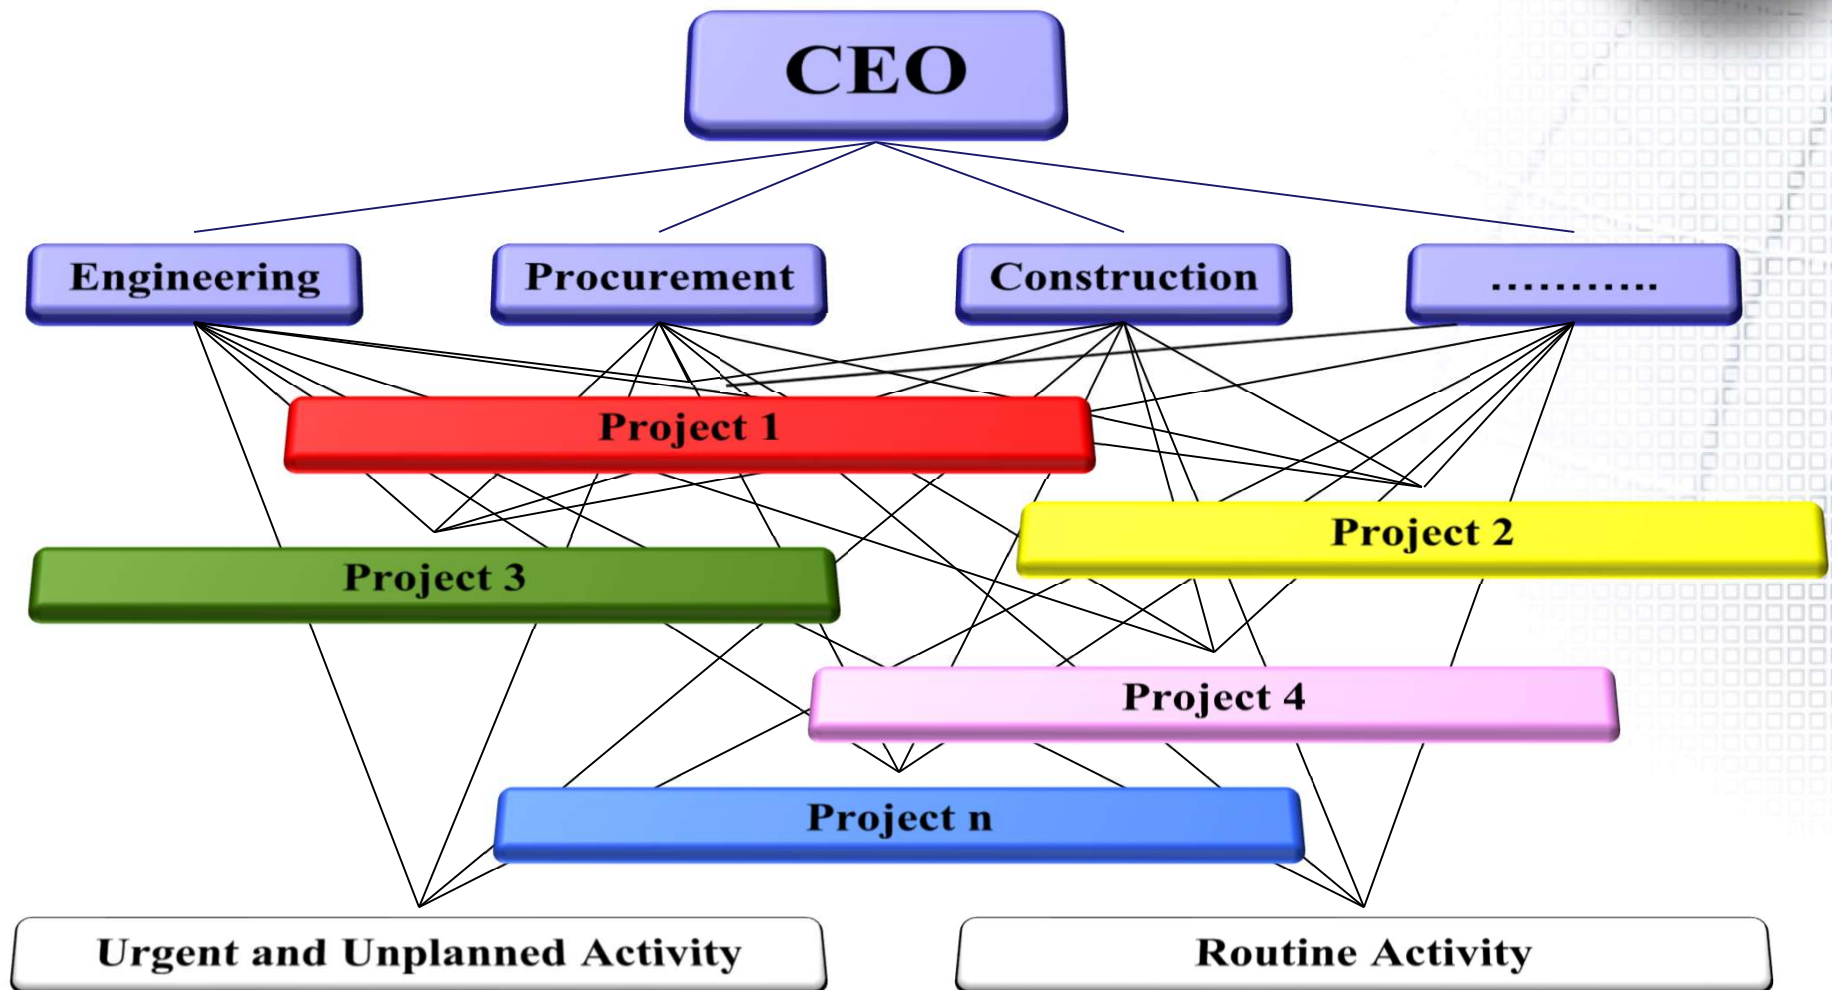 CEO
Engineering
Procurement
Construction
...........
Project 1
Project 2
Project 3
Project 4
Project n
Urgent and Unplanned Activity
Routine Activity